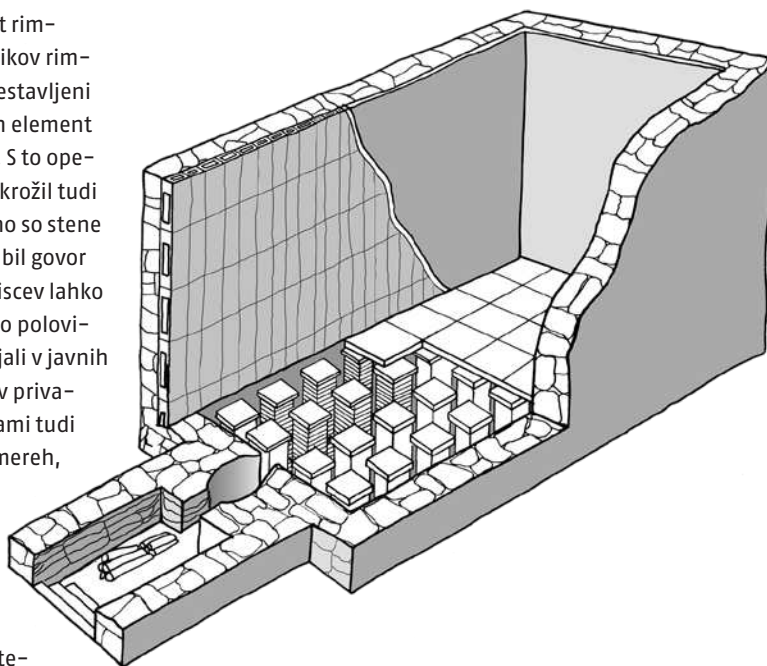 t rim-
ikov rim-
estavljeni
n element
S to ope-
krožil tudi
no so stene
bil govor
iscev lahko
o polovi-
jali v javnih
v priva-
ami tudi
mereh,
te-